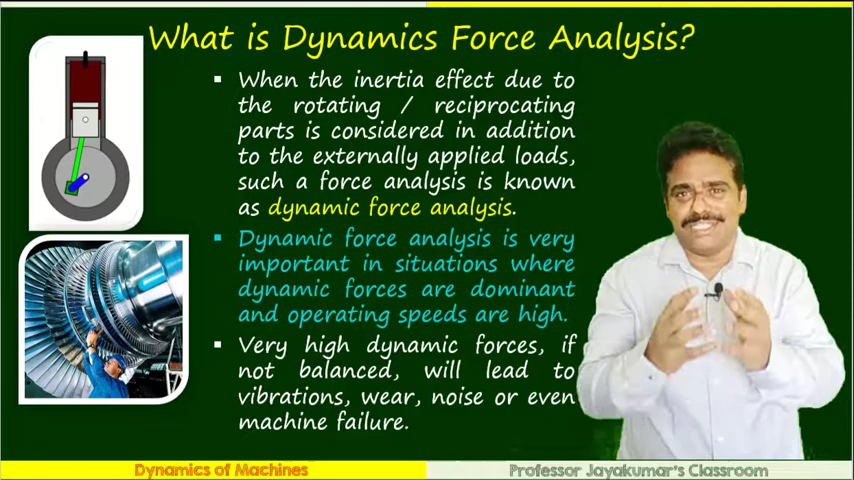 What is Dynamics Force Analysis?
▪ When the inertia effect due to
the rotating / reciprocating
parts is considered in addition
to the externally applied loads,
such a force analysis is known
as dynamic force analysis.
▪ Dynamic force analysis is very
important in situations where
dynamic forces are dominant
and operating speeds are high.
▪ Very high dynamic forces, if
not balanced, will lead to
vibrations, wear, noise or even
machine failure.
Dynamics of Machines
Professor Jayakumar's Classroom